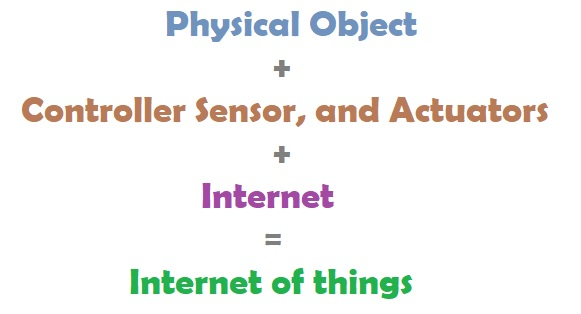 Physical Object
+
Controller Sensor, and Actuators
+
Internet
=
Internet of things